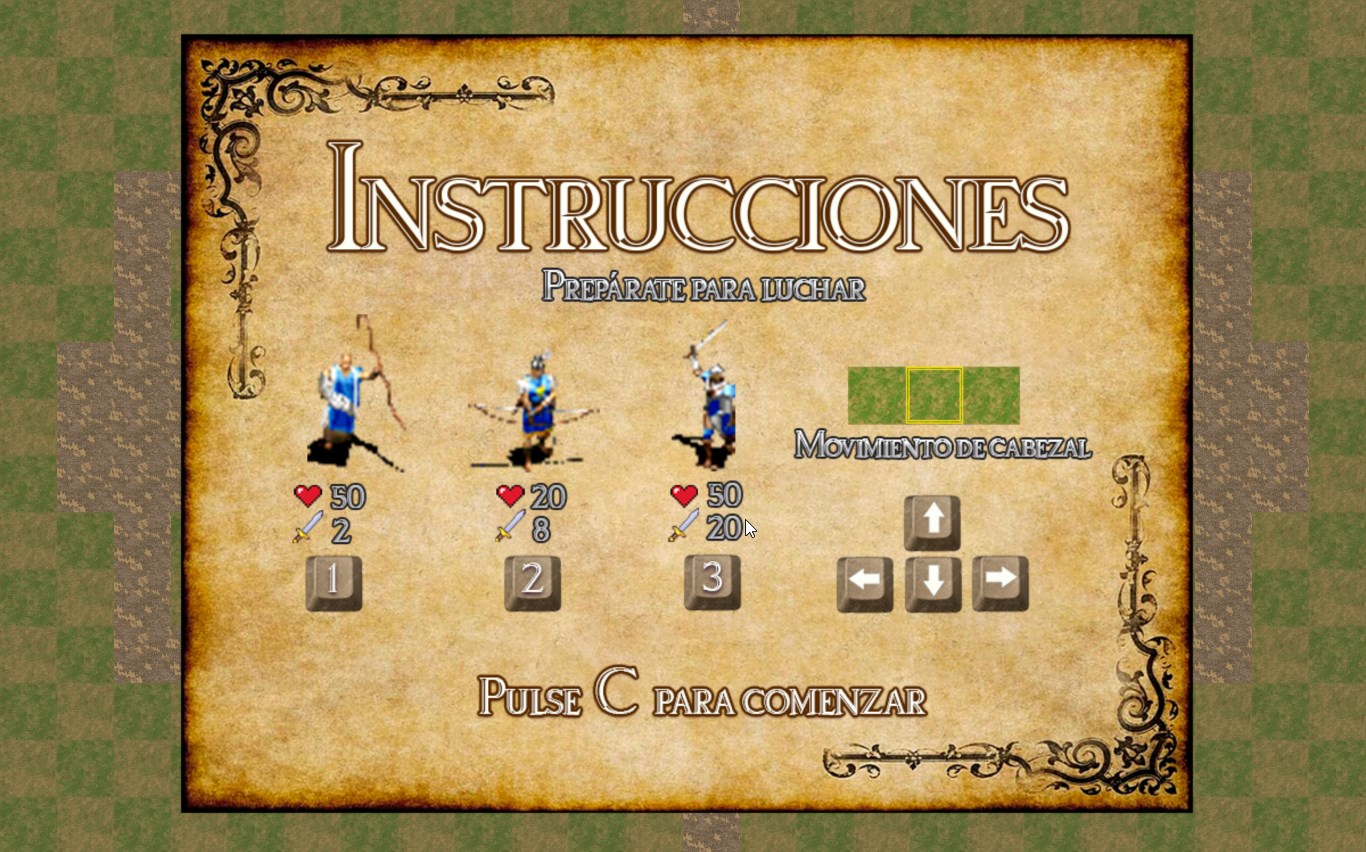 Instrucciones
Prepárate para luchar
Movimiento de cabezal
50 20 50
2 8 20
1 2 3
Pulse C para comenzar